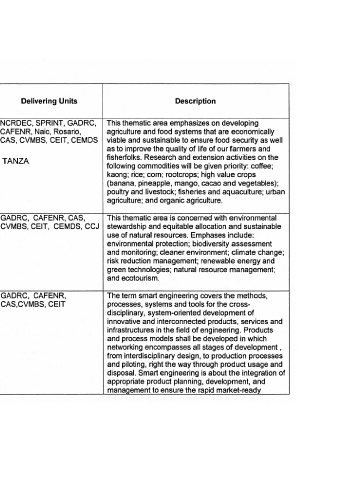 Delivering Units
Description
NCRDEC, SPRINT, GADRC,
CAFENR, Naic, Rosario,
CAS, CVMBS, CEIT, CEMDS
TANZA
This thematic area emphasizes on developing
agriculture and food systems that are economically
viable and sustainable to ensure food security as well
as to improve the quality of life of our farmers and
fisherfolks. Research and extension activities on the
following commodities will be given priority: coffee;
kaong; rice; corn; rootcrops; high value crops
(banana, pineapple, mango, cacao and vegetables);
poultry and livestock; fisheries and aquaculture; urban
agriculture; and organic agriculture.
GADRC, CAFENR, CAS,
CVMBS, CEIT, CEMDS, CCJ
This thematic area is concerned with environmental
stewardship and equitable allocation and sustainable
use of natural resources. Emphases include:
environmental protection; biodiversity assessment
and monitoring; cleaner environment; climate change;
risk reduction management; renewable energy and
green technologies; natural resource management;
and ecotourism.
GADRC, CAFENR,
CAS,CVMBS, CEIT
The term smart engineering covers the methods,
processes, systems and tools for the cross-
disciplinary, system-oriented development of
innovative and interconnected products, services and
infrastructures in the field of engineering. Products
and process models shall be developed in which
networking encompasses all stages of development ,
from interdisciplinary design, to production processes
and piloting, right the way through product usage and
disposal. Smart engineering is about the integration of
appropriate product planning, development, and
management to ensure the rapid market-ready